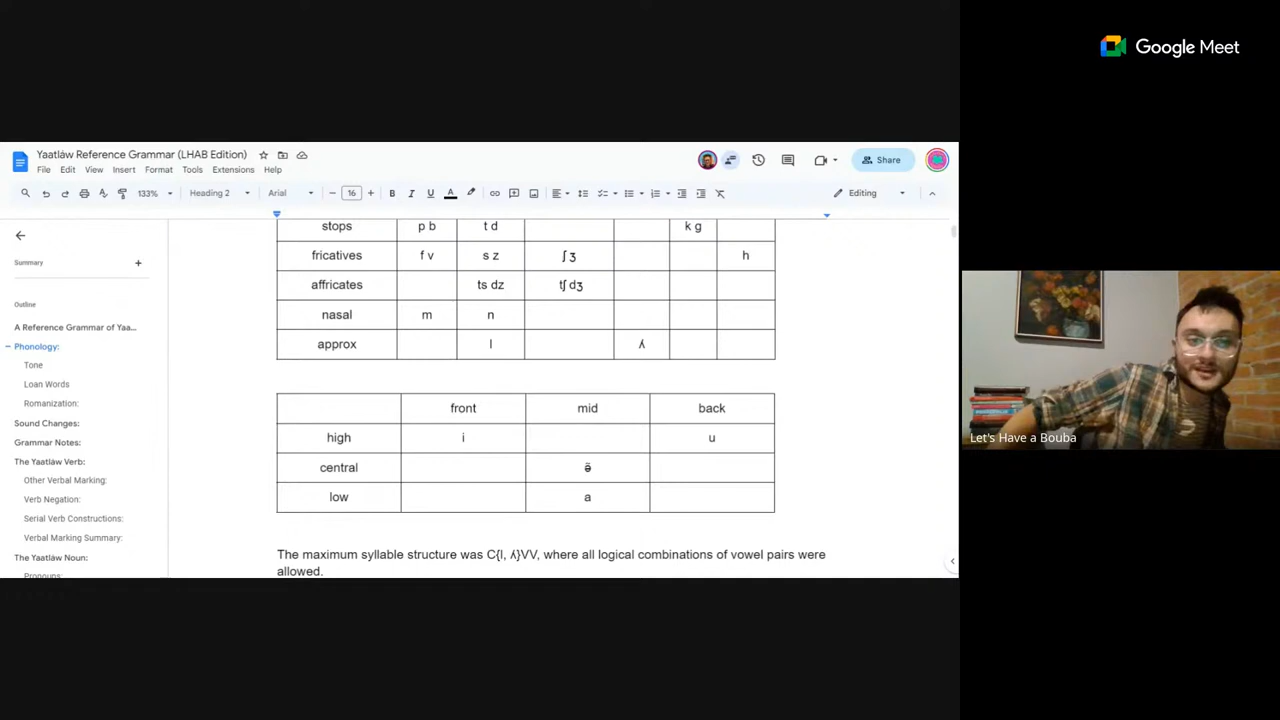 Google Meet
Yaatláw Reference Grammar (LHAB Edition)
File Edit View Insert Format Tools Extensions Help
Share
133% Heading 2 Arial 16 B I U A Editing
Summary
Outline
A Reference Grammar of Yaa...
Phonology:
Tone
Loan Words
Romanization:
Sound Changes:
Grammar Notes:
The Yaatláw Verb:
Other Verbal Marking:
Verb Negation:
Serial Verb Constructions:
Verbal Marking Summary:
The Yaatláw Noun:
Pronouns:
stops p b t d k g
fricatives f v s z ʃ ʒ h
affricates ts dz tʃ dʒ
nasal m n
approx l ʎ
front mid back
high i u
central ӛ
low a
The maximum syllable structure was C{l, ʎ}VV, where all logical combinations of vowel pairs were
allowed.
Let's Have a Bouba